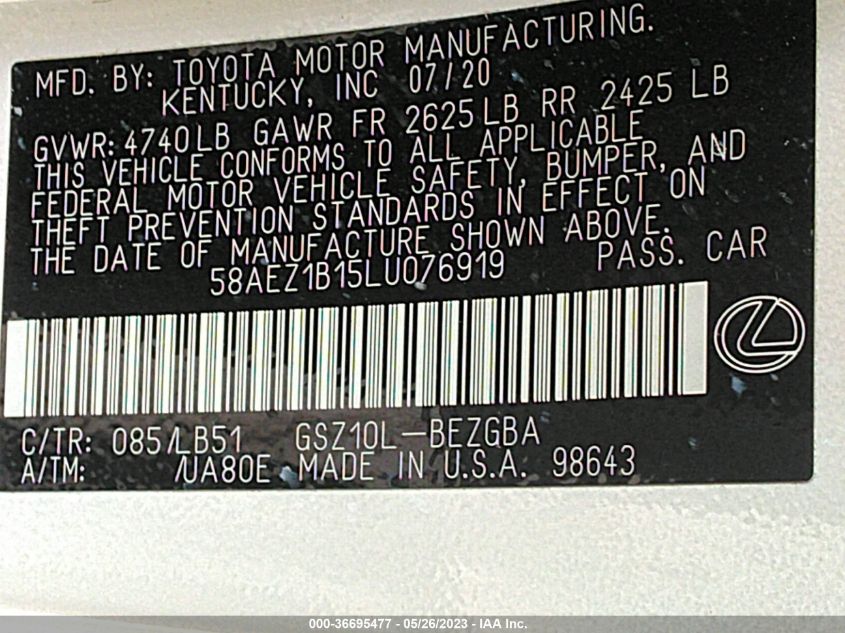 MFD. BY: TOYOTA MOTOR MANUFACTURING.
KENTUCKY, INC 07/20
GVWR: 4740LB GAWR FR 2625LB RR 2425 LB
THIS VEHICLE CONFORMS TO ALL APPLICABLE
FEDERAL MOTOR VEHICLE SAFETY, BUMPER, AND
THEFT PREVENTION STANDARDS IN EFFECT ON
THE DATE OF MANUFACTURE SHOWN ABOVE.
58AEZ1B15LU076919 PASS. CAR
C/TR: 085/LB51 GSZ10L-BEZGBA
A/TM: /UA80E MADE IN U.S.A. 98643
000-36695477 - 05/26/2023 - IAA Inc.